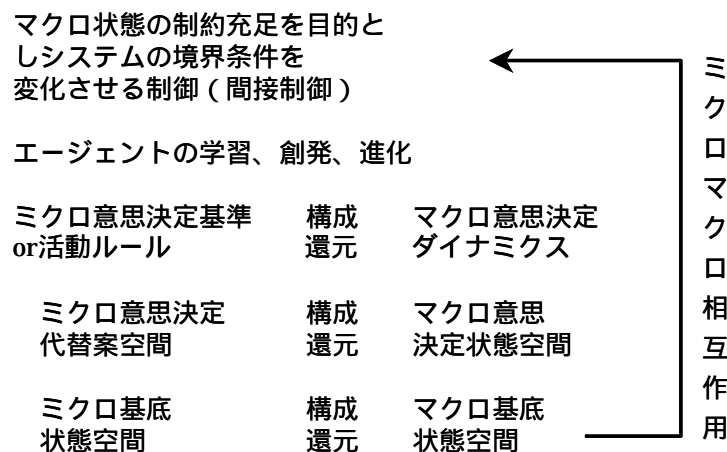 マクロ状態の制約充足を目的と
しシステムの境界条件を
変化させる制御（間接制御）
エージェントの学習、創発、進化
ミクロ意思決定基準 構成 マクロ意思決定
or活動ルール 還元 ダイナミクス
ミクロ意思決定 構成 マクロ意思
代替案空間 還元 決定状態空間
ミクロ基底 構成 マクロ基底
状態空間 還元 状態空間
ミクロマクロ相互作用